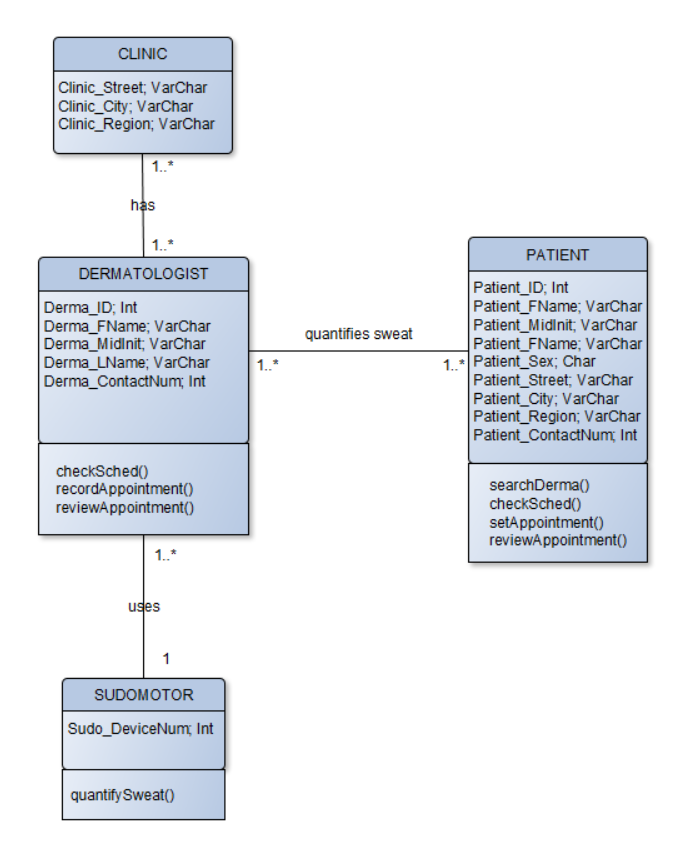 CLINIC
Clinic_Street; VarChar
Clinic_City; VarChar
Clinic_Region; VarChar
1..*
has
1..*
DERMATOLOGIST
Derma_ID; Int
Derma_FName; VarChar
Derma_MidInit; VarChar
Derma_LName; VarChar
Derma_ContactNum; Int
checkSched()
recordAppointment()
reviewAppointment()
quantifies sweat
1..*
1..*
PATIENT
Patient_ID; Int
Patient_FName; VarChar
Patient_MidInit; VarChar
Patient_FName; VarChar
Patient_Sex; Char
Patient_Street; VarChar
Patient_City; VarChar
Patient_Region; VarChar
Patient_ContactNum; Int
searchDerma()
checkSched()
setAppointment()
reviewAppointment()
1..*
uses
1
SUDOMOTOR
Sudo_DeviceNum; Int
quantifySweat()